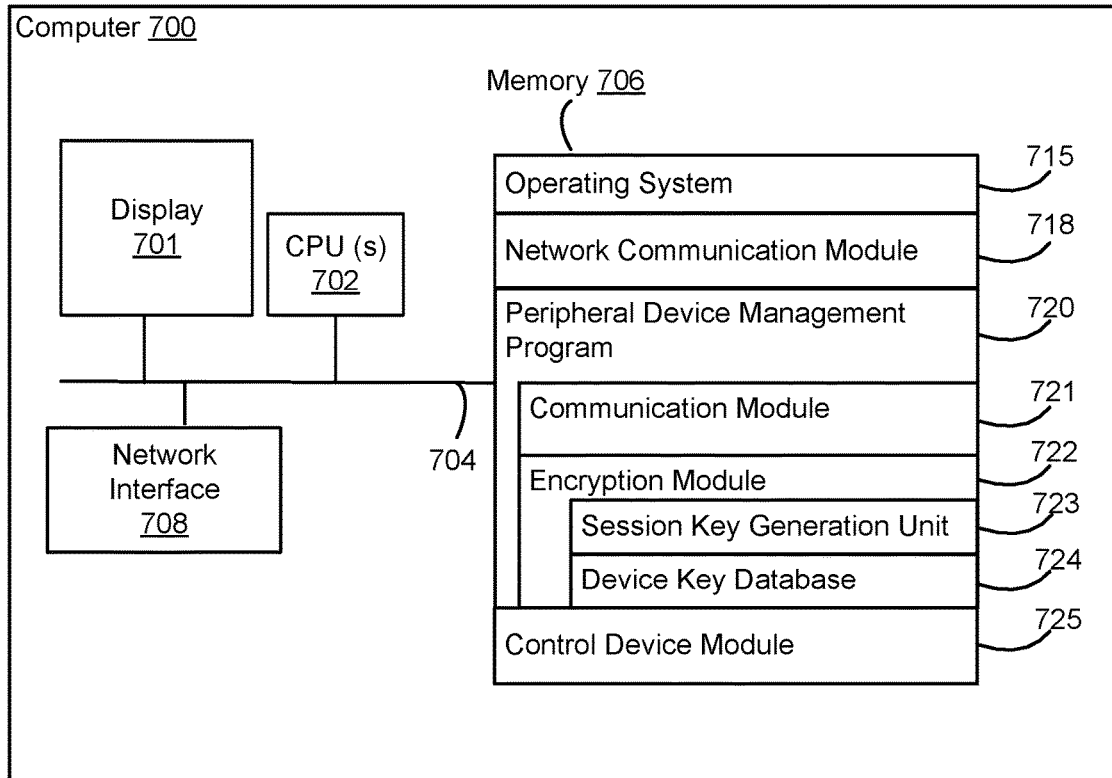 Computer 700
Memory 706
Display
701
CPU (s)
702
Network
Interface
708
704
Operating System
715
Network Communication Module
718
Peripheral Device Management
Program
720
Communication Module
721
Encryption Module
722
Session Key Generation Unit
723
Device Key Database
724
Control Device Module
725